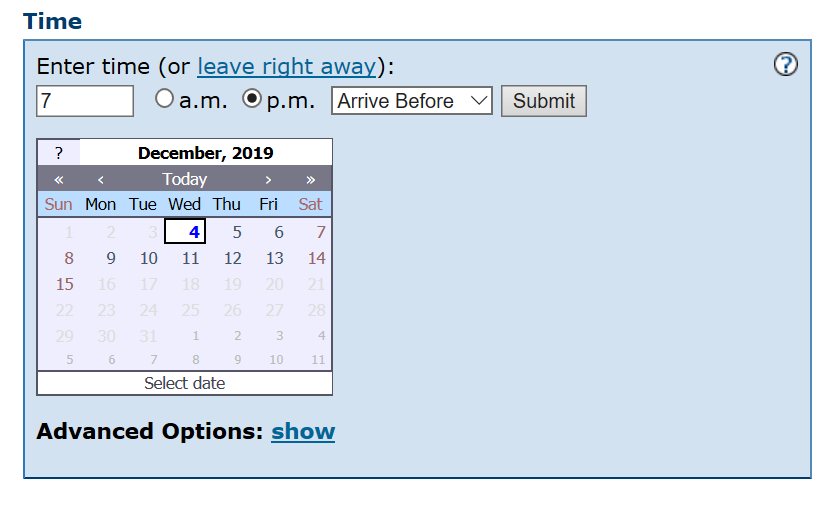 Time
Enter time (or leave right away):
7 a.m. p.m. Arrive Before Submit
?
? December, 2019
« ‹ Today › »
Sun Mon Tue Wed Thu Fri Sat
1 2 3 4 5 6 7
8 9 10 11 12 13 14
15 16 17 18 19 20 21
22 23 24 25 26 27 28
29 30 31 1 2 3 4
5 6 7 8 9 10 11
Select date
Advanced Options: show